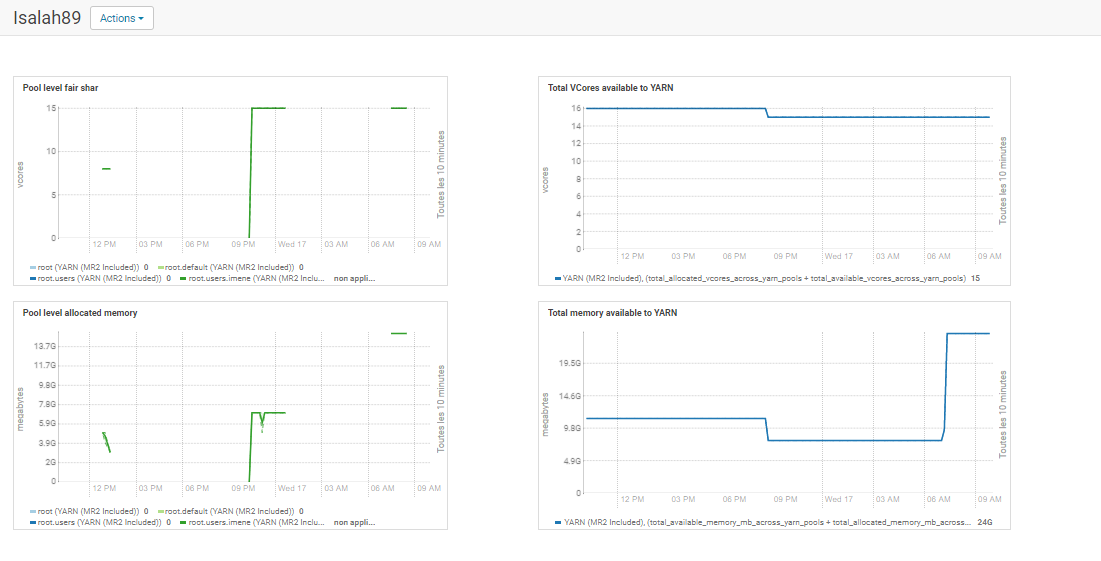 Isalah89 Actions
Pool level fair shar
15
10
5
0
vcores
Toutes les 10 minutes
12 PM 03 PM 06 PM 09 PM Wed 17 03 AM 06 AM 09 AM
root (YARN (MR2 Included)) 0 root.default (YARN (MR2 Included)) 0
root.users (YARN (MR2 Included)) 0 root.users.imene (YARN (MR2 Inclu... non appli...
Total VCores available to YARN
16
14
12
10
8
6
4
2
0
vcores
Toutes les 10 minutes
12 PM 03 PM 06 PM 09 PM Wed 17 03 AM 06 AM 09 AM
YARN (MR2 Included), (total_allocated_vcores_across_yarn_pools + total_available_vcores_across_yarn_pools) 15
Pool level allocated memory
13.7G
11.7G
9.8G
7.8G
5.9G
3.9G
2G
0
megabytes
Toutes les 10 minutes
12 PM 03 PM 06 PM 09 PM Wed 17 03 AM 06 AM 09 AM
root (YARN (MR2 Included)) 0 root.default (YARN (MR2 Included)) 0
root.users (YARN (MR2 Included)) 0 root.users.imene (YARN (MR2 Inclu... non appli...
Total memory available to YARN
19.5G
14.6G
9.8G
4.9G
0
megabytes
Toutes les 10 minutes
12 PM 03 PM 06 PM 09 PM Wed 17 03 AM 06 AM 09 AM
YARN (MR2 Included), (total_available_memory_mb_across_yarn_pools + total_allocated_memory_mb_across... 24G